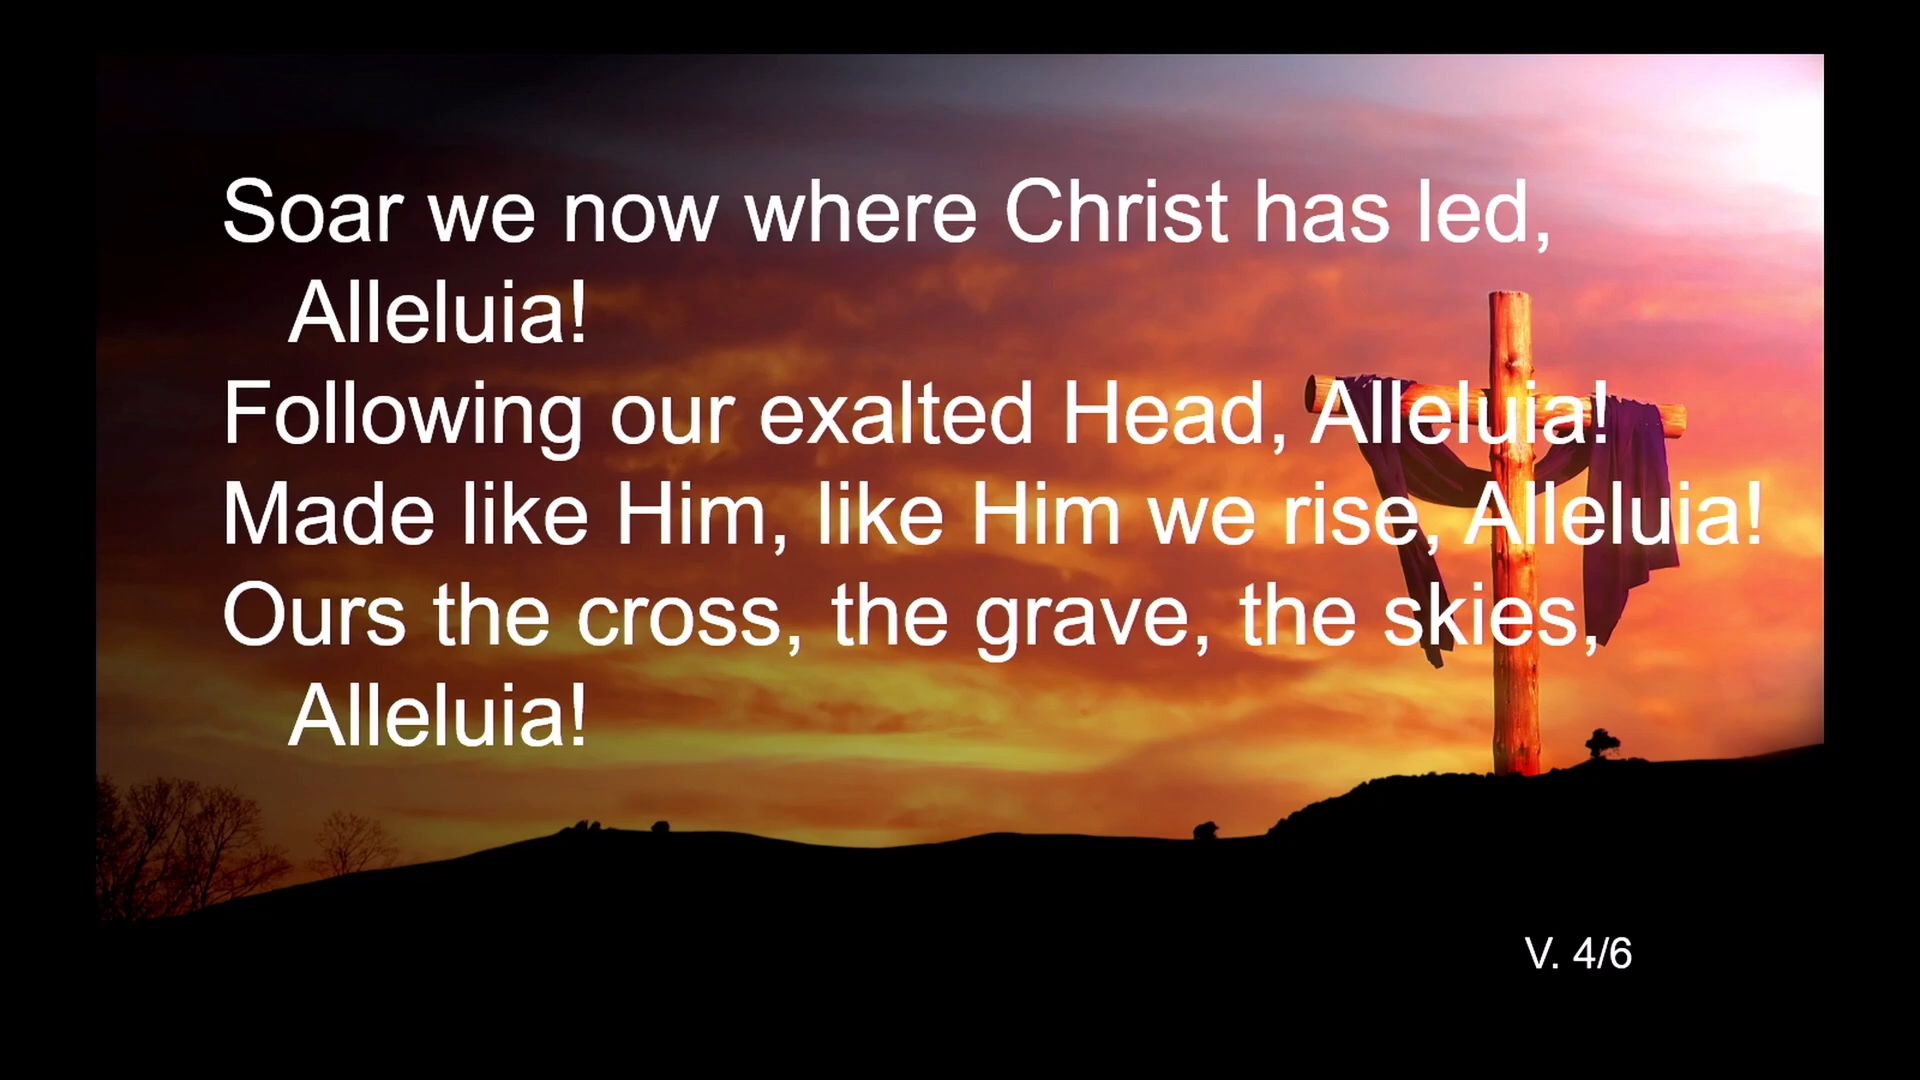 Soar we now where Christ has led,
Alleluia!
Following our exalted Head, Alleluia!
Made like Him, like Him we rise, Alleluia!
Ours the cross, the grave, the skies,
Alleluia!
V. 4/6